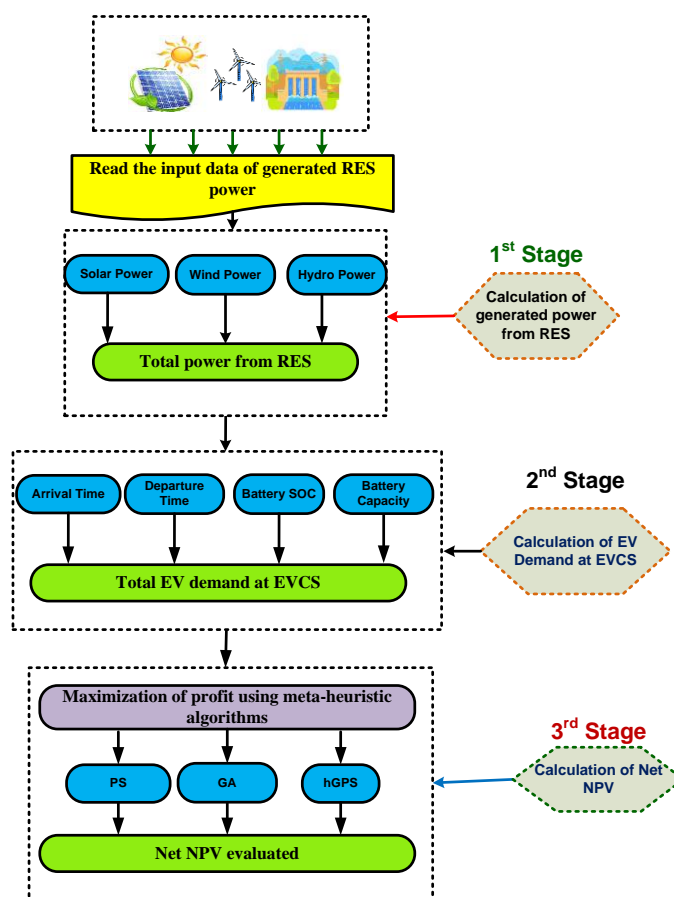 Read the input data of generated RES
power
1st Stage
Solar Power
Wind Power
Hydro Power
Calculation of
generated power
from RES
Total power from RES
2nd Stage
Arrival Time
Departure
Time
Battery SOC
Battery
Capacity
Calculation of EV
Demand at EVCS
Total EV demand at EVCS
Maximization of profit using meta-heuristic
algorithms
3rd Stage
PS
GA
hGPS
Calculation of Net
NPV
Net NPV evaluated